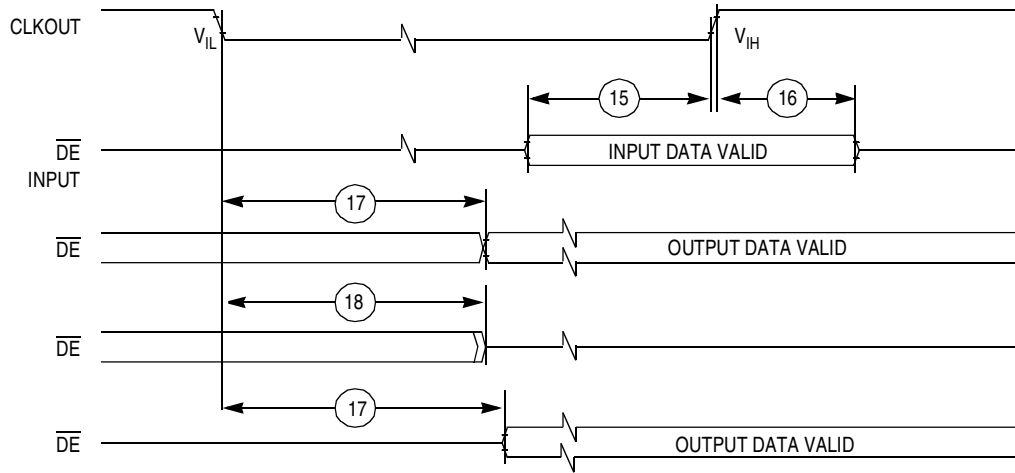 CLKOUT
V_IL
V_IH
15
16
DE
INPUT
INPUT DATA VALID
17
DE
OUTPUT DATA VALID
18
DE
17
DE
OUTPUT DATA VALID